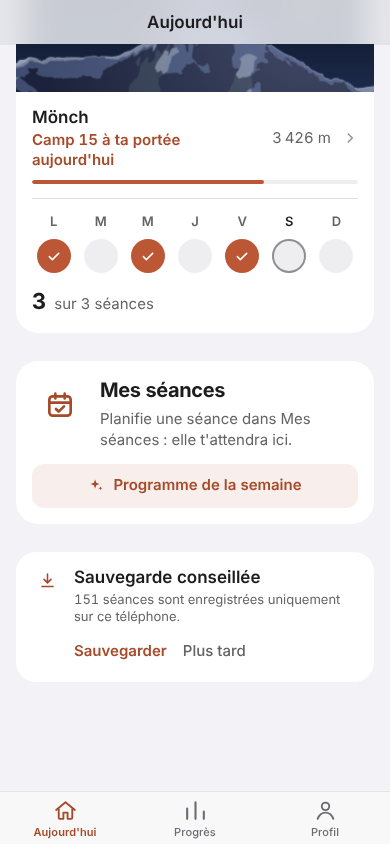 Aujourd'hui
Mönch
Camp 15 à ta portée
aujourd'hui
3 426 m
L M M J V S D
3 sur 3 séances
Mes séances
Planifie une séance dans Mes
séances : elle t'attendra ici.
Programme de la semaine
Sauvegarde conseillée
151 séances sont enregistrées uniquement
sur ce téléphone.
Sauvegarder Plus tard
Aujourd'hui Progrès Profil